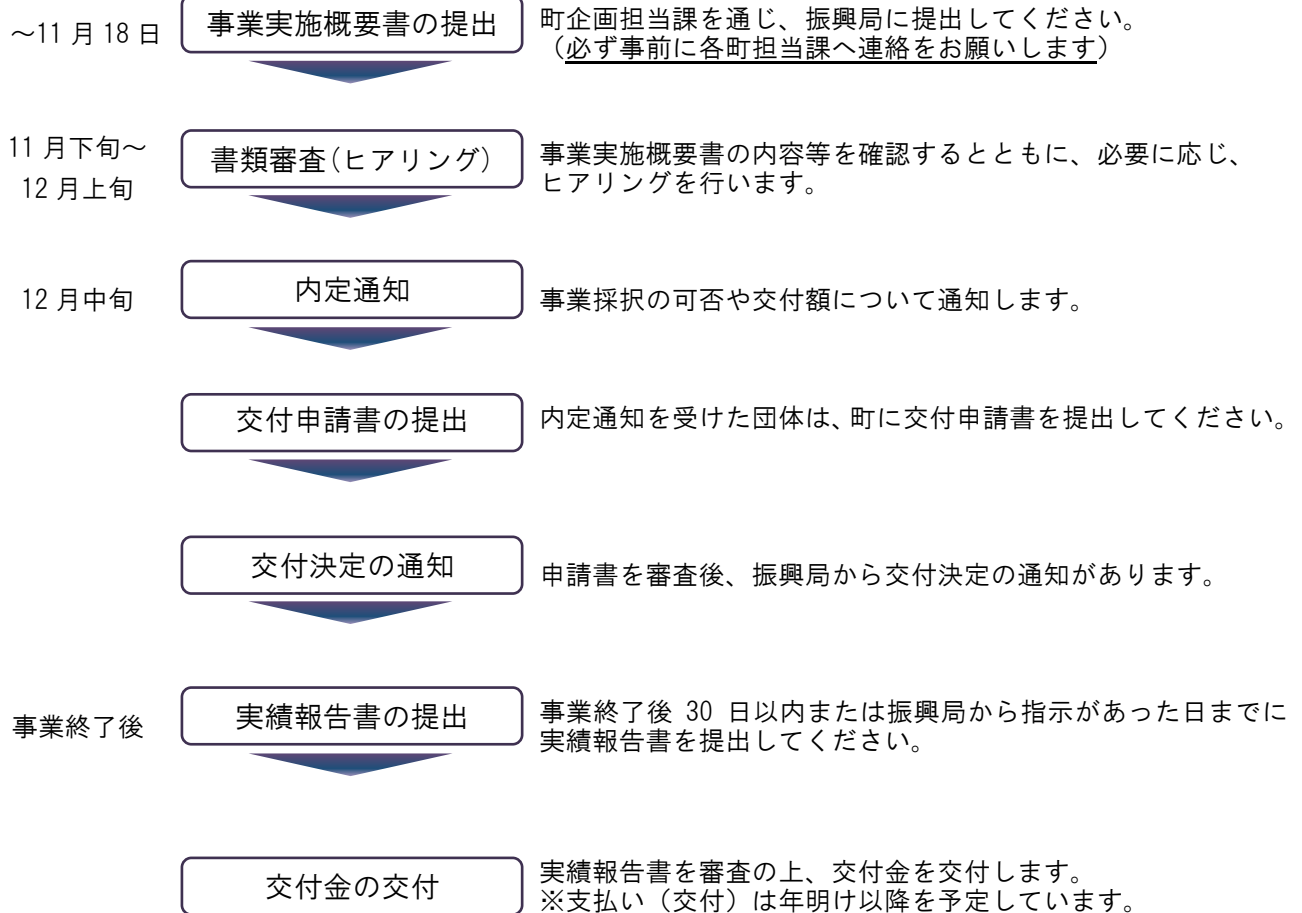 ～11月18日
事業実施概要書の提出
町企画担当課を通じ、振興局に提出してください。
（必ず事前に各町担当課へ連絡をお願いします）
11月下旬～
12月上旬
書類審査（ヒアリング）
事業実施概要書の内容等を確認するとともに、必要に応じ、
ヒアリングを行います。
12月中旬
内定通知
事業採択の可否や交付額について通知します。
交付申請書の提出
内定通知を受けた団体は、町に交付申請書を提出してください。
交付決定の通知
申請書を審査後、振興局から交付決定の通知があります。
事業終了後
実績報告書の提出
事業終了後 30 日以内または振興局から指示があった日までに
実績報告書を提出してください。
交付金の交付
実績報告書を審査の上、交付金を交付します。
※支払い（交付）は年明け以降を予定しています。